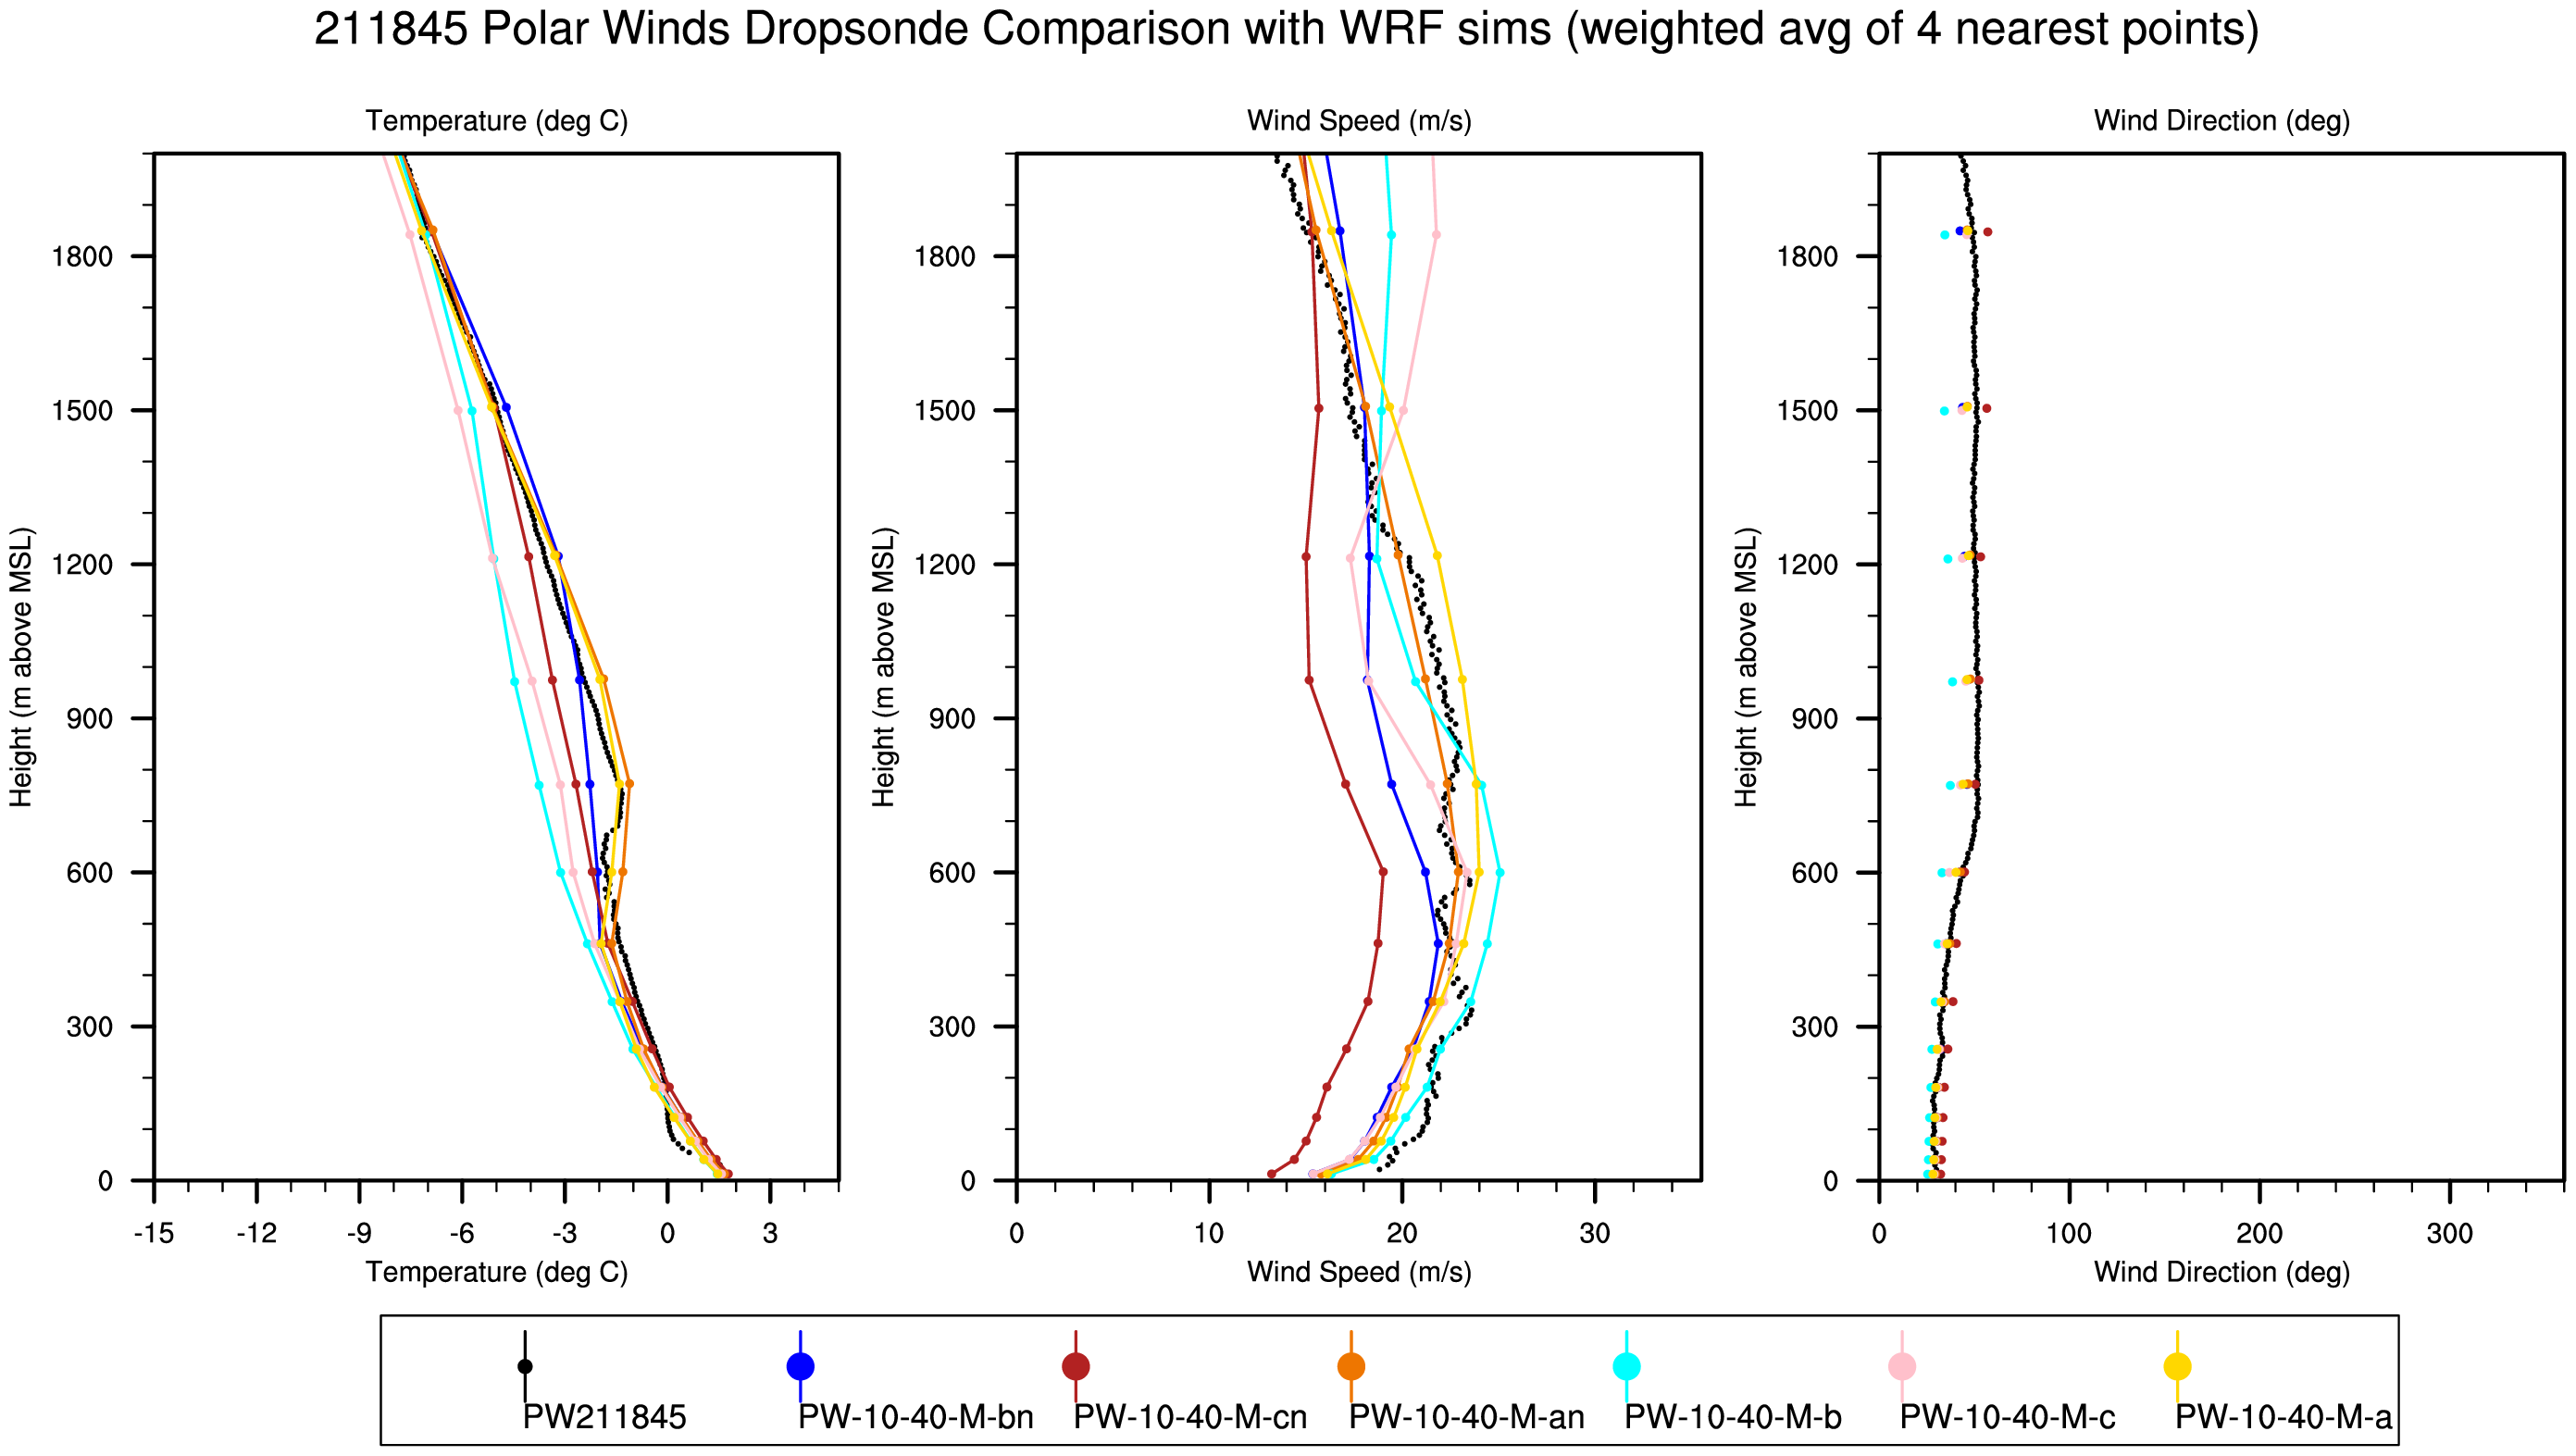 211845 Polar Winds Dropsonde Comparison with WRF sims (weighted avg of 4 nearest points)
Temperature (deg C)
Wind Speed (m/s)
Wind Direction (deg)
Height (m above MSL)
1800
1500
1200
900
600
300
0
-15 -12 -9 -6 -3 0 3
Temperature (deg C)
Height (m above MSL)
1800
1500
1200
900
600
300
0
0 10 20 30
Wind Speed (m/s)
Height (m above MSL)
1800
1500
1200
900
600
300
0
0 100 200 300
Wind Direction (deg)
PW211845 PW-10-40-M-bn PW-10-40-M-cn PW-10-40-M-an PW-10-40-M-b PW-10-40-M-c PW-10-40-M-a